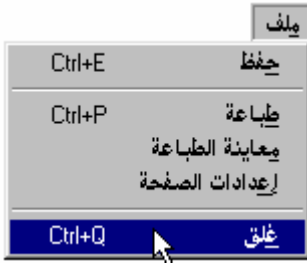 ملف
حفظ Ctrl+E
طباعة Ctrl+P
معاينة الطباعة
إعدادات الصفحة
غلق Ctrl+Q